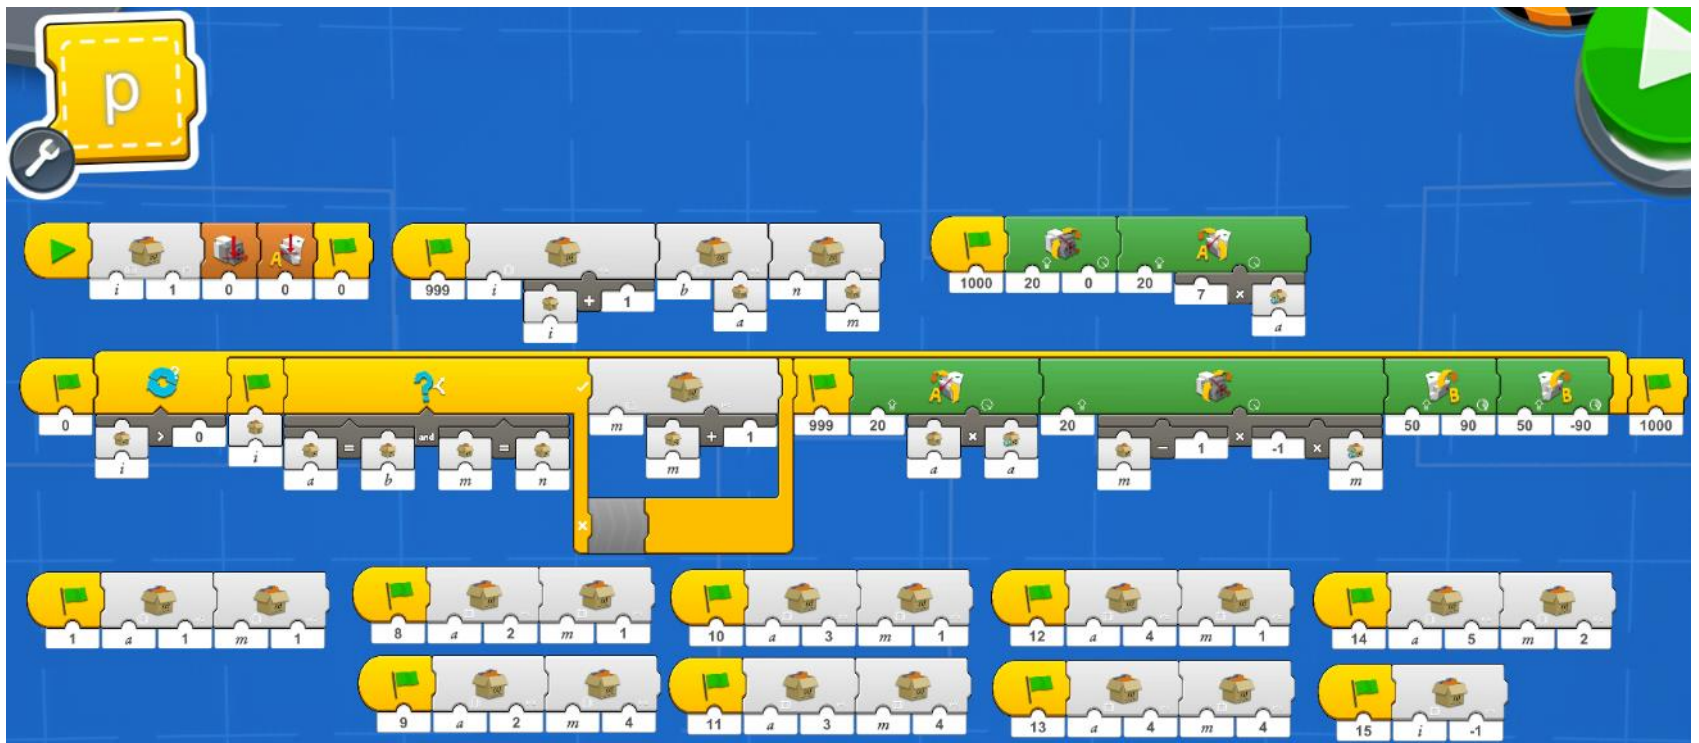 p
A
A
i 1 0 0 0
999 i + 1 b n
i a m
1000 20 0 20 7 ×
a
A B B
0 > 0 = and = m + 1 999 20 × 20 − 1 × -1 × 50 90 50 -90 1000
i i a b m n m a a m m
1 a 1 m 1
8 a 2 m 1
10 a 3 m 1
12 a 4 m 1
14 a 5 m 2
9 a 2 m 4
11 a 3 m 4
13 a 4 m 4
15 i -1